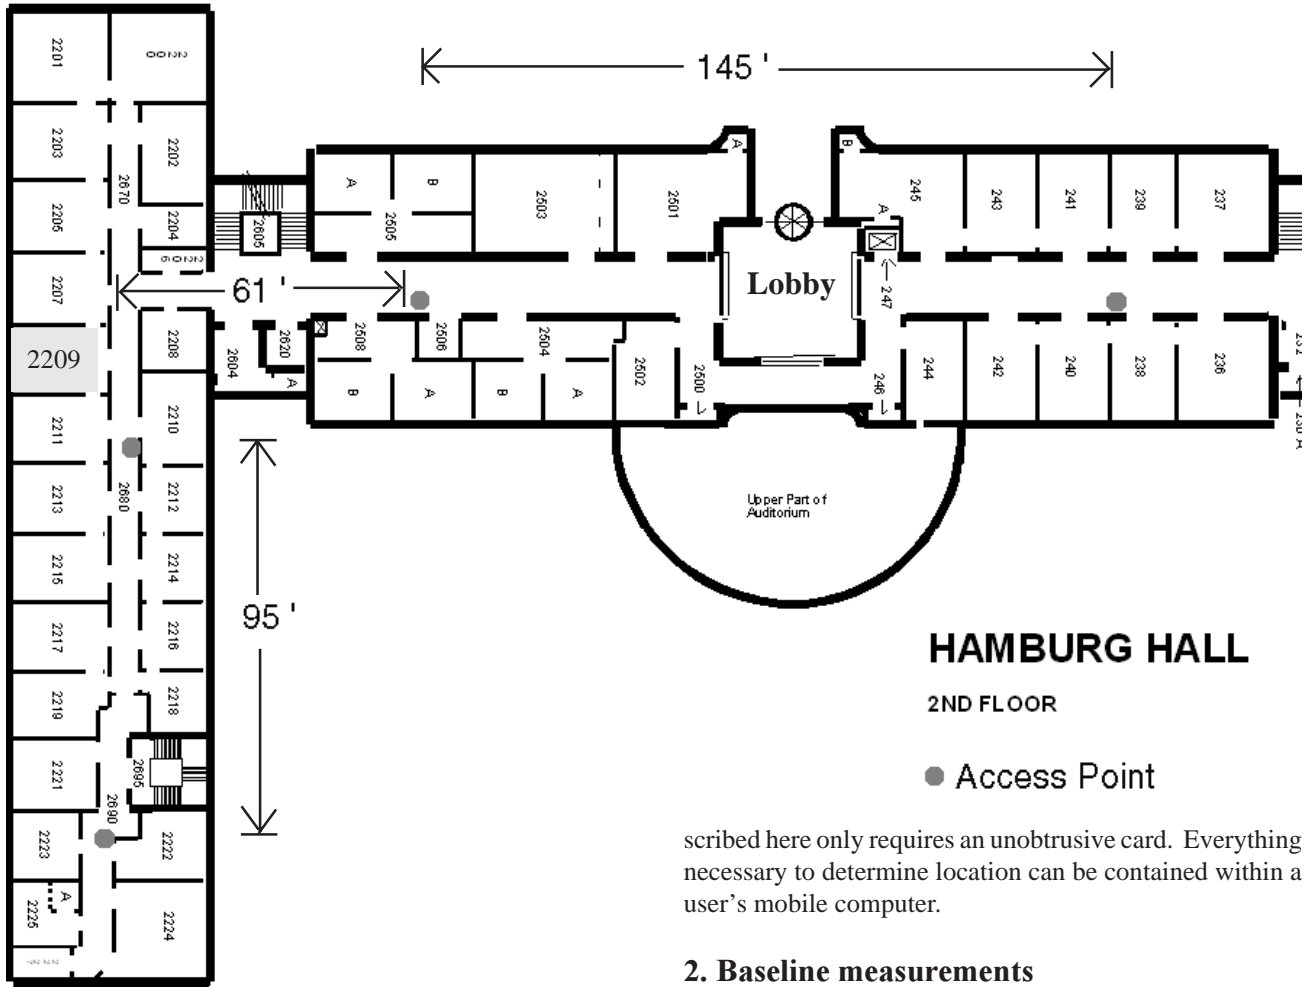 145 '
2201
2200
2203
2202
2670
2205
2204
2605
2206
2207
61 '
2209
2208
2604
2620
A
2211
2210
2680
2213
2212
2215
2214
95 '
2217
2216
2219
2218
2221
2695
2690
2223
2222
A
2225
2224
A
B
2505
2503
2501
A
B
Lobby
245
A
247
243
241
239
237
2508
2506
2504
2502
2500
B
A
B
A
246
244
242
240
238
236
230 A
Upper Part of
Auditorium
HAMBURG HALL
2ND FLOOR
Access Point
scribed here only requires an unobtrusive card. Everything
necessary to determine location can be contained within a
user's mobile computer.
2. Baseline measurements